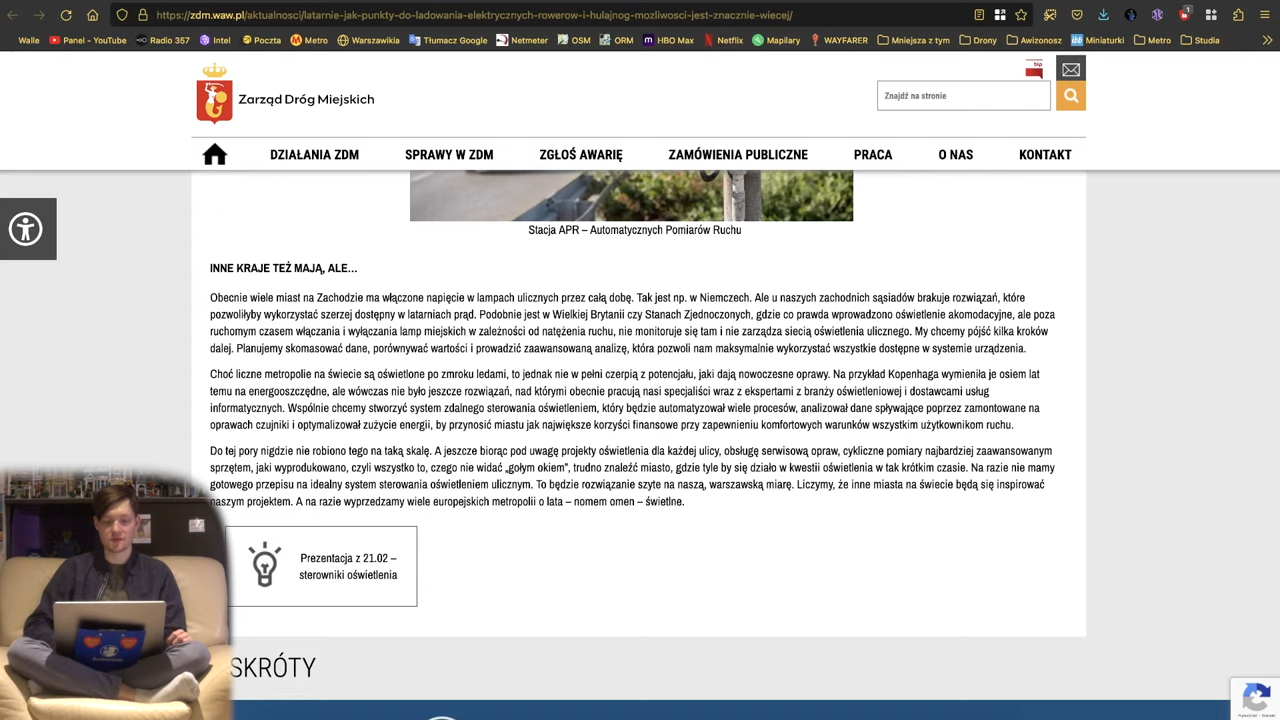 https://zdm.waw.pl/aktualnosci/latarnie-jak-punkty-do-ladowania-elektrycznych-rowerow-i-hulajnog-mozliwosci-jest-znacznie-wiecej/
Walle Panel - YouTube Radio 357 Intel Poczta Metro Warszawikia Tłumacz Google Netmeter OSM ORM HBO Max Netflix Mapilary WAYFARER Mniejsza z tym Drony Awizonosz Miniaturki Metro Studia
bip
Zarząd Dróg Miejskich
Znajdź na stronie
DZIAŁANIA ZDM SPRAWY W ZDM ZGŁOŚ AWARIĘ ZAMÓWIENIA PUBLICZNE PRACA O NAS KONTAKT
Stacja APR – Automatycznych Pomiarów Ruchu
INNE KRAJE TEŻ MAJĄ, ALE...
Obecnie wiele miast na Zachodzie ma włączone napięcie w lampach ulicznych przez całą dobę. Tak jest np. w Niemczech. Ale u naszych zachodnich sąsiadów brakuje rozwiązań, które
pozwoliłyby wykorzystać szerzej dostępny w latarniach prąd. Podobnie jest w Wielkiej Brytanii czy Stanach Zjednoczonych, gdzie co prawda wprowadzono oświetlenie akomodacyjne, ale poza
ruchomym czasem włączania i wyłączania lamp miejskich w zależności od natężenia ruchu, nie monitoruje się tam i nie zarządza siecią oświetlenia ulicznego. My chcemy pójść kilka kroków
dalej. Planujemy skomasować dane, porównywać wartości i prowadzić zaawansowaną analizę, która pozwoli nam maksymalnie wykorzystać wszystkie dostępne w systemie urządzenia.
Choć liczne metropolie na świecie są oświetlone po zmroku ledami, to jednak nie w pełni czerpią z potencjału, jaki dają nowoczesne oprawy. Na przykład Kopenhaga wymieniła je osiem lat
temu na energooszczędne, ale wówczas nie było jeszcze rozwiązań, nad którymi obecnie pracują nasi specjaliści wraz z ekspertami z branży oświetleniowej i dostawcami usług
informatycznych. Wspólnie chcemy stworzyć system zdalnego sterowania oświetleniem, który będzie automatyzował wiele procesów, analizował dane spływające poprzez zamontowane na
oprawach czujniki i optymalizował zużycie energii, by przynosić miastu jak największe korzyści finansowe przy zapewnieniu komfortowych warunków wszystkim użytkownikom ruchu.
Do tej pory nigdzie nie robiono tego na taką skalę. A jeszcze biorąc pod uwagę projekty oświetlenia dla każdej ulicy, obsługę serwisową opraw, cykliczne pomiary najbardziej zaawansowanym
sprzętem, jaki wyprodukowano, czyli wszystko to, czego nie widać „gołym okiem”, trudno znaleźć miasto, gdzie tyle by się działo w kwestii oświetlenia w tak krótkim czasie. Na razie nie mamy
gotowego przepisu na idealny system sterowania oświetleniem ulicznym. To będzie rozwiązanie szyte na naszą, warszawską miarę. Liczymy, że inne miasta na świecie będą się inspirować
naszym projektem. A na razie wyprzedzamy wiele europejskich metropolii o lata – nomem omen – świetlne.
Prezentacja z 21.02 –
sterowniki oświetlenia
SKRÓTY